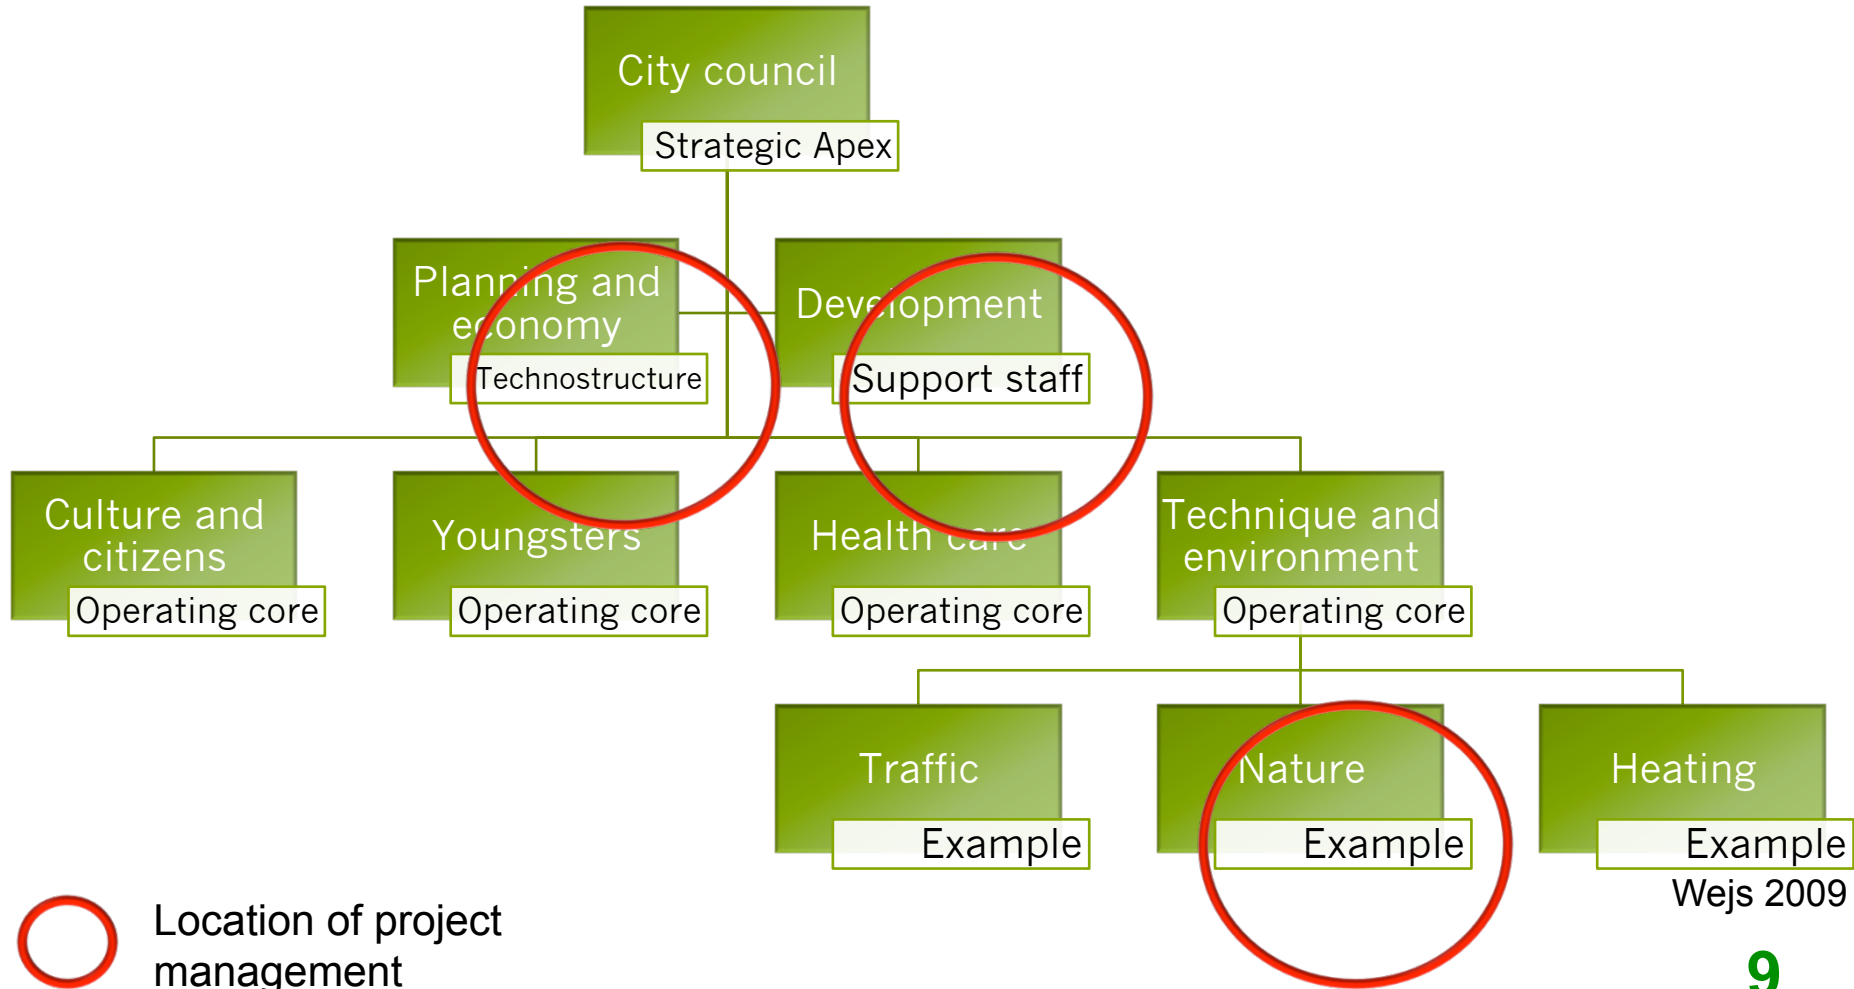 City council
Strategic Apex
Planning and
economy
Technostructure
Development
Support staff
Culture and
citizens
Operating core
Youngsters
Operating core
Health care
Operating core
Technique and
environment
Operating core
Traffic
Example
Nature
Example
Heating
Example
Wejs 2009
Location of project
management
9